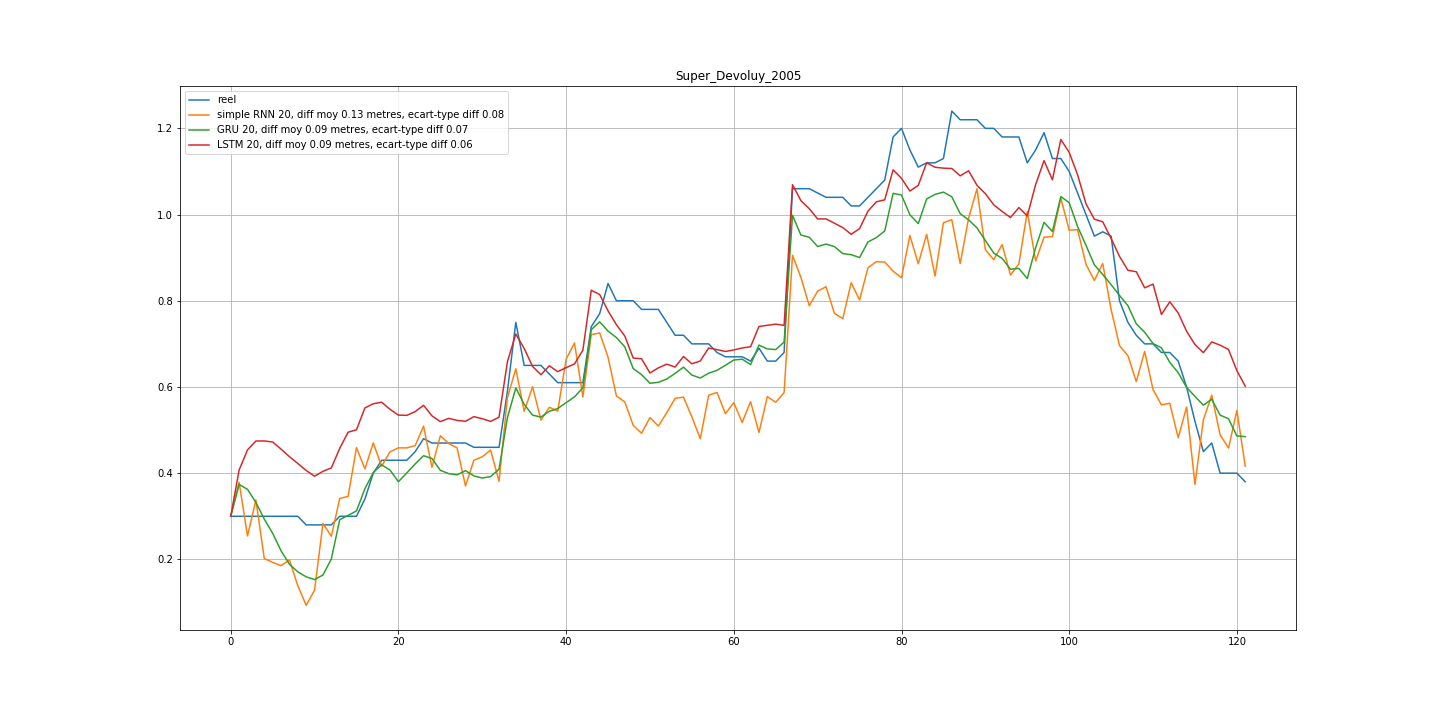 Super_Devoluy_2005
reel
simple RNN 20, diff moy 0.13 metres, ecart-type diff 0.08
GRU 20, diff moy 0.09 metres, ecart-type diff 0.07
LSTM 20, diff moy 0.09 metres, ecart-type diff 0.06
1.2
1.0
0.8
0.6
0.4
0.2
0 20 40 60 80 100 120